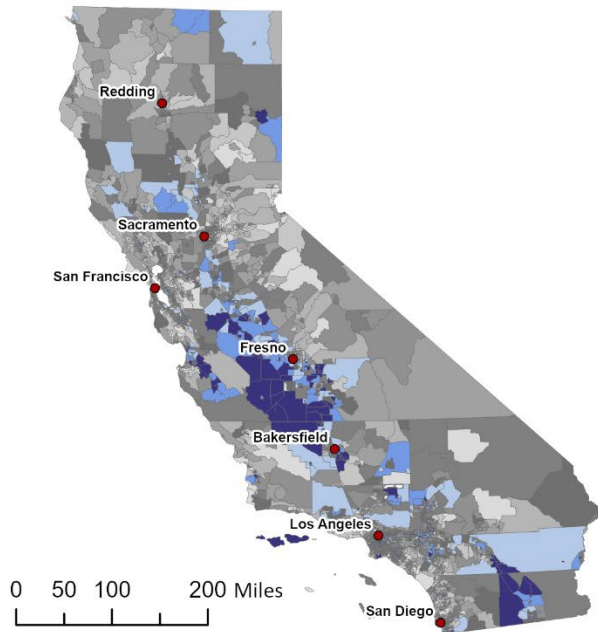 Redding
Sacramento
San Francisco
Fresno
Bakersfield
Los Angeles
San Diego
0 50 100 200 Miles